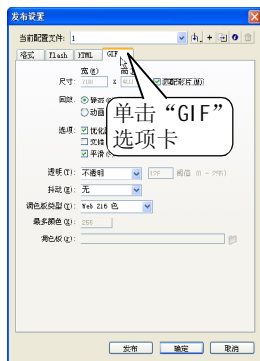 发布设置
当前配置文件: 1
格式 Flash HTML GIF
宽(W) 高
尺寸: X 匹配影片(M)
回放: 静态
动画
选项: 优化
交错
平滑
单击“GIF”
选项卡
透明(T): 不透明 128 阈值 (0 - 255)
抖动(D): 无
调色板类型(Y): Web 216 色
最多颜色(X): 255
调色板(P):
发布 确定 取消